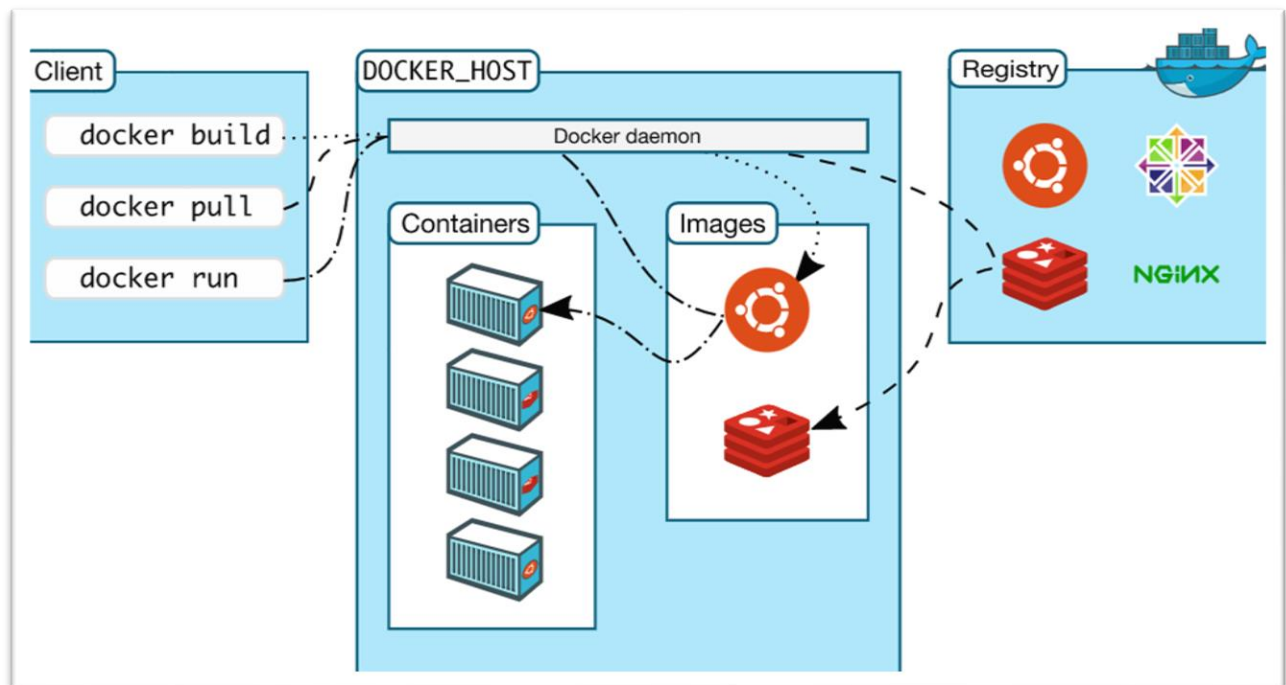 Client
docker build
docker pull
docker run
DOCKER_HOST
Docker daemon
Containers
Images
Registry
NGiNX